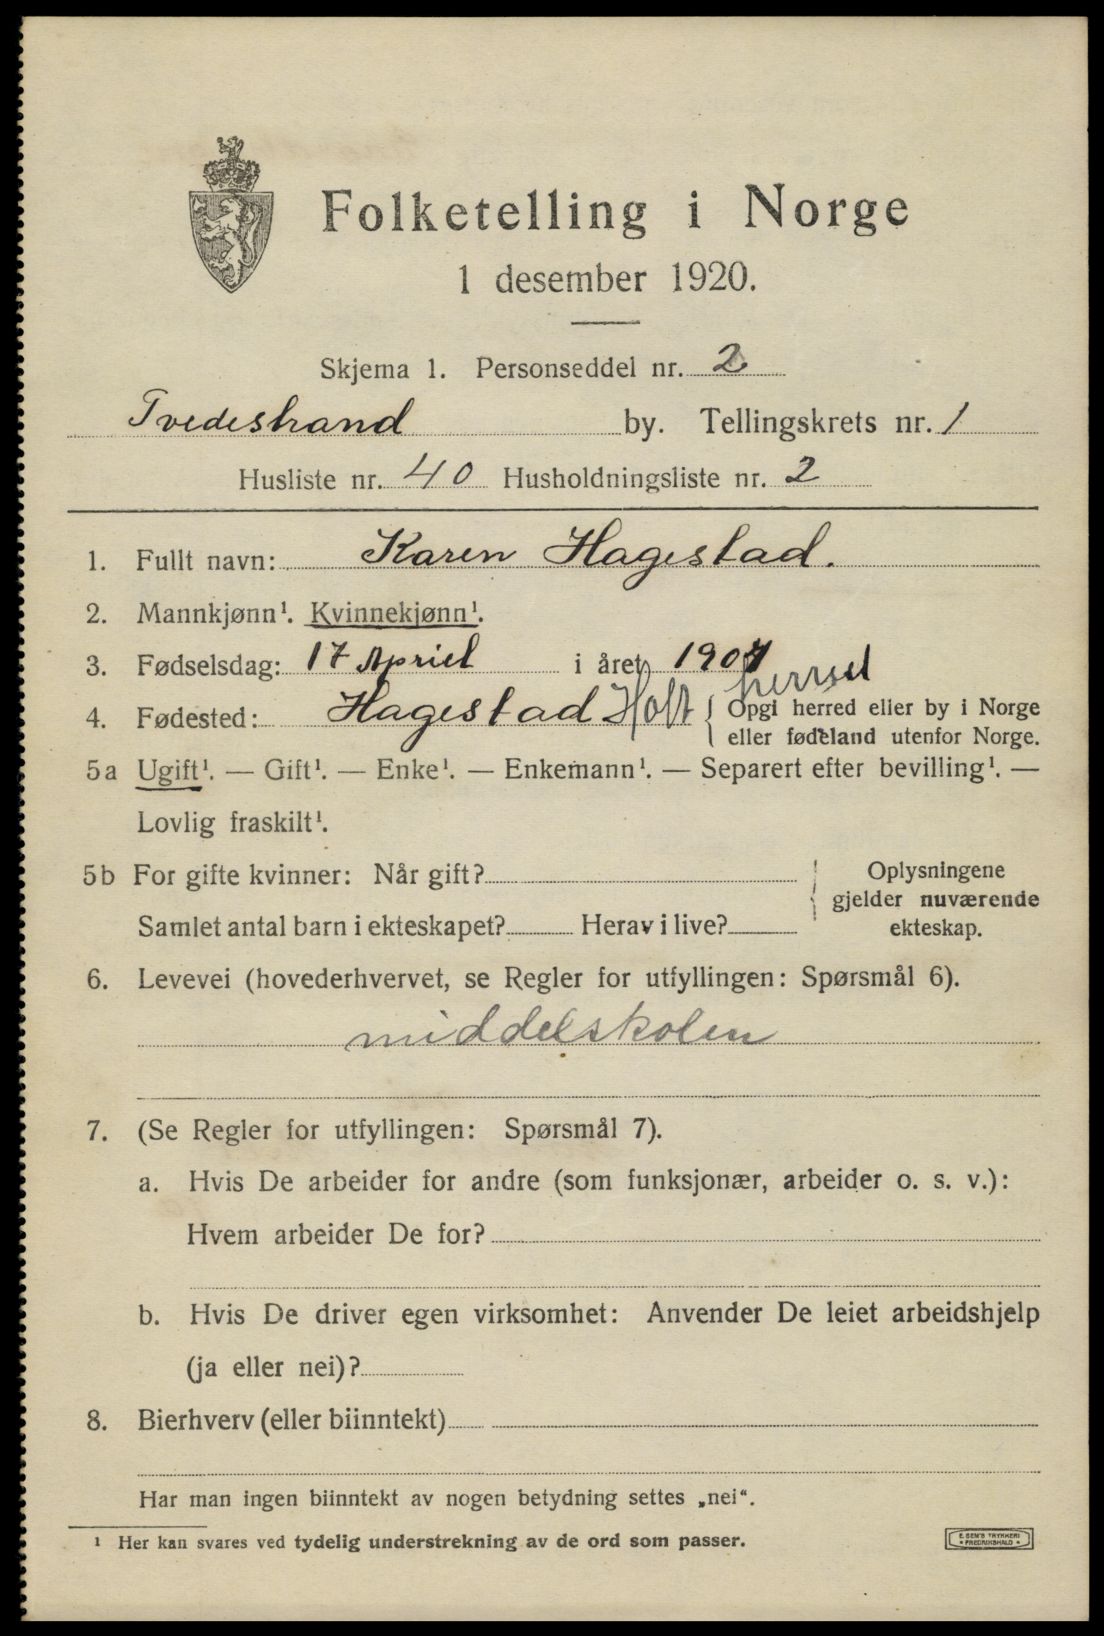 Folketelling i Norge
1 desember 1920.
Skjema 1. Personseddel nr. 2
Tvedestrand by. Tellingskrets nr. 1
Husliste nr. 40 Husholdningsliste nr. 2
1. Fullt navn: Karen Hagestad.
2. Mannkjønn¹. Kvinnekjønn¹.
3. Fødselsdag: 17 Apriel i året 1904
herred
4. Fødested: Hagestad Holt { Opgi herred eller by i Norge
eller fødeland utenfor Norge.
5a Ugift¹. — Gift¹. — Enke¹. — Enkemann¹. — Separert efter bevilling¹. —
Lovlig fraskilt¹.
5b For gifte kvinner: Når gift? { Oplysningene
gjelder nuværende
Samlet antal barn i ekteskapet? Herav i live? ekteskap.
6. Levevei (hovederhvervet, se Regler for utfyllingen: Spørsmål 6).
middelskolen
7. (Se Regler for utfyllingen: Spørsmål 7).
a. Hvis De arbeider for andre (som funksjonær, arbeider o. s. v.):
Hvem arbeider De for?
b. Hvis De driver egen virksomhet: Anvender De leiet arbeidshjelp
(ja eller nei)?
8. Bierhverv (eller biinntekt)
Har man ingen biinntekt av nogen betydning settes „nei“.
¹ Her kan svares ved tydelig understrekning av de ord som passer.
E. SEM'S TRYKKERI
FREDRIKSHALD